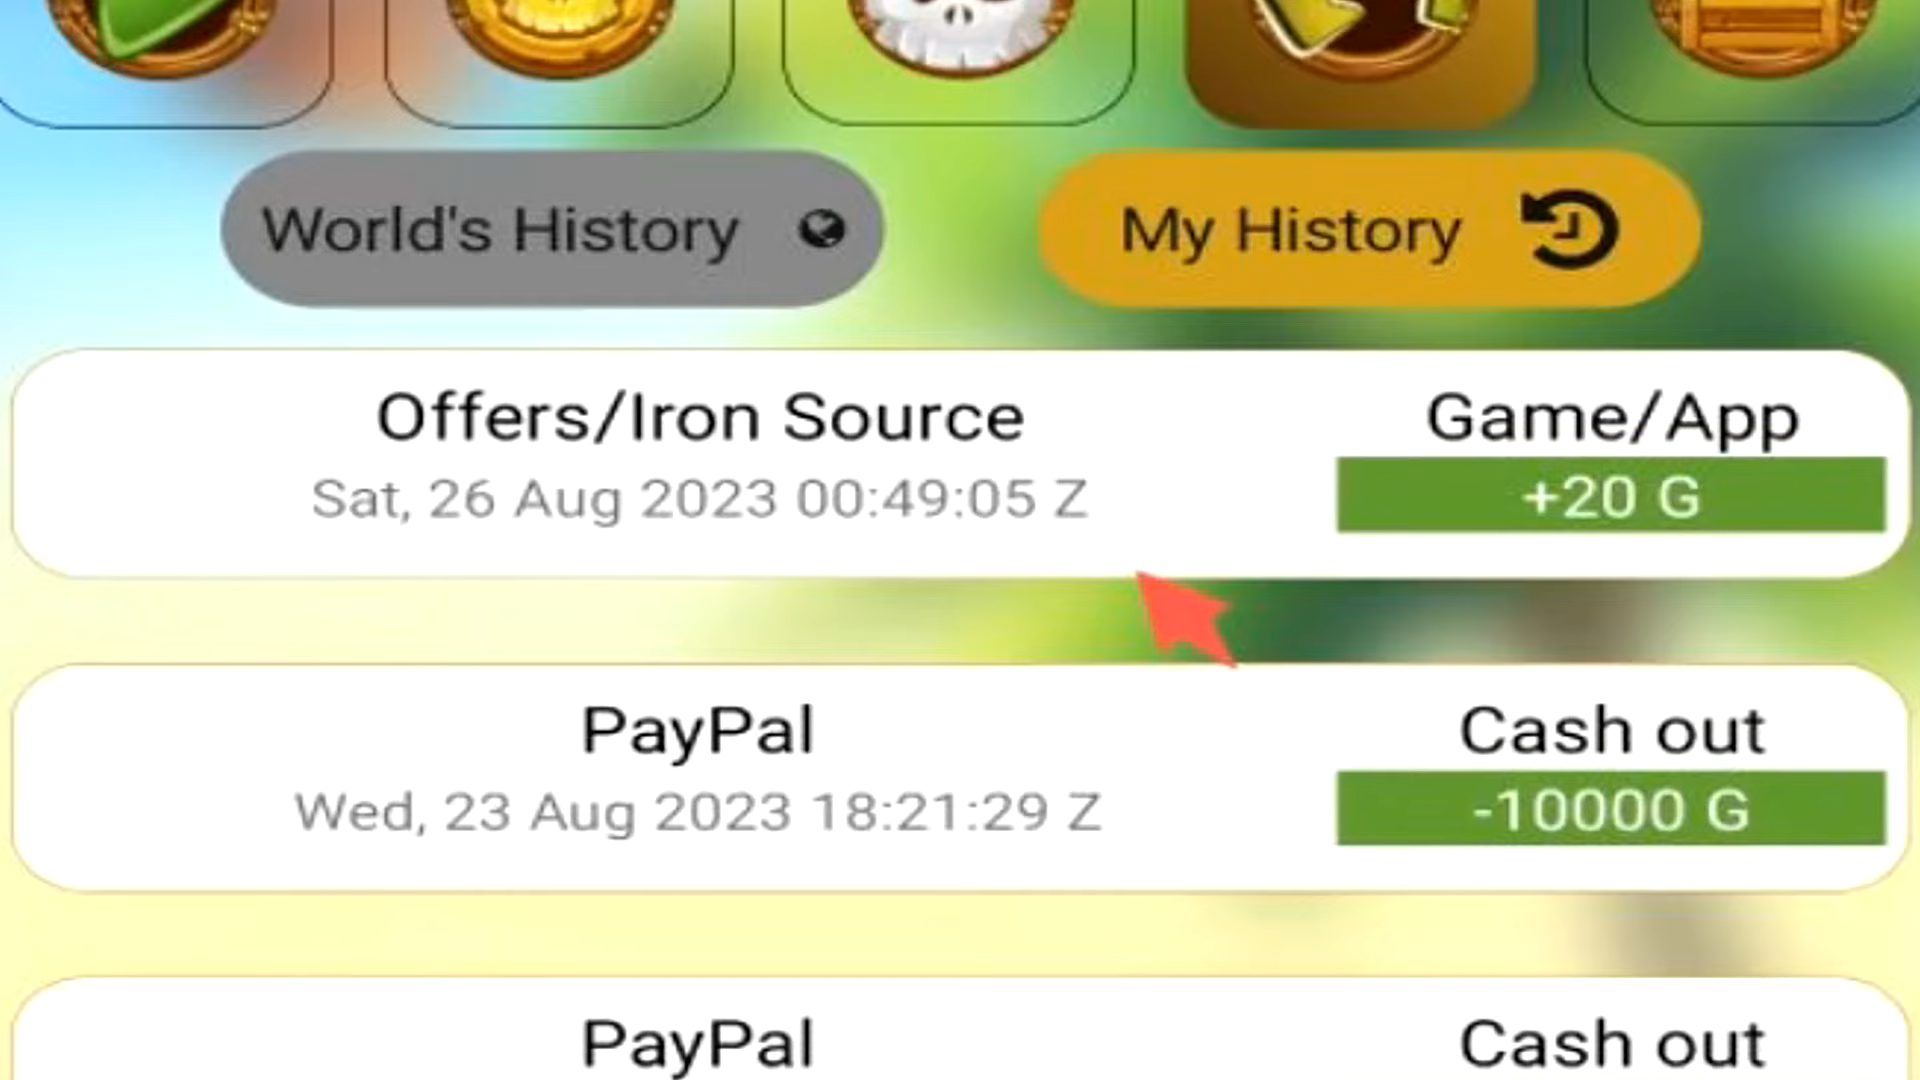 World's History
My History
Offers/Iron Source
Game/App
Sat, 26 Aug 2023 00:49:05 Z
+20 G
PayPal
Cash out
Wed, 23 Aug 2023 18:21:29 Z
-10000 G
PayPal
Cash out